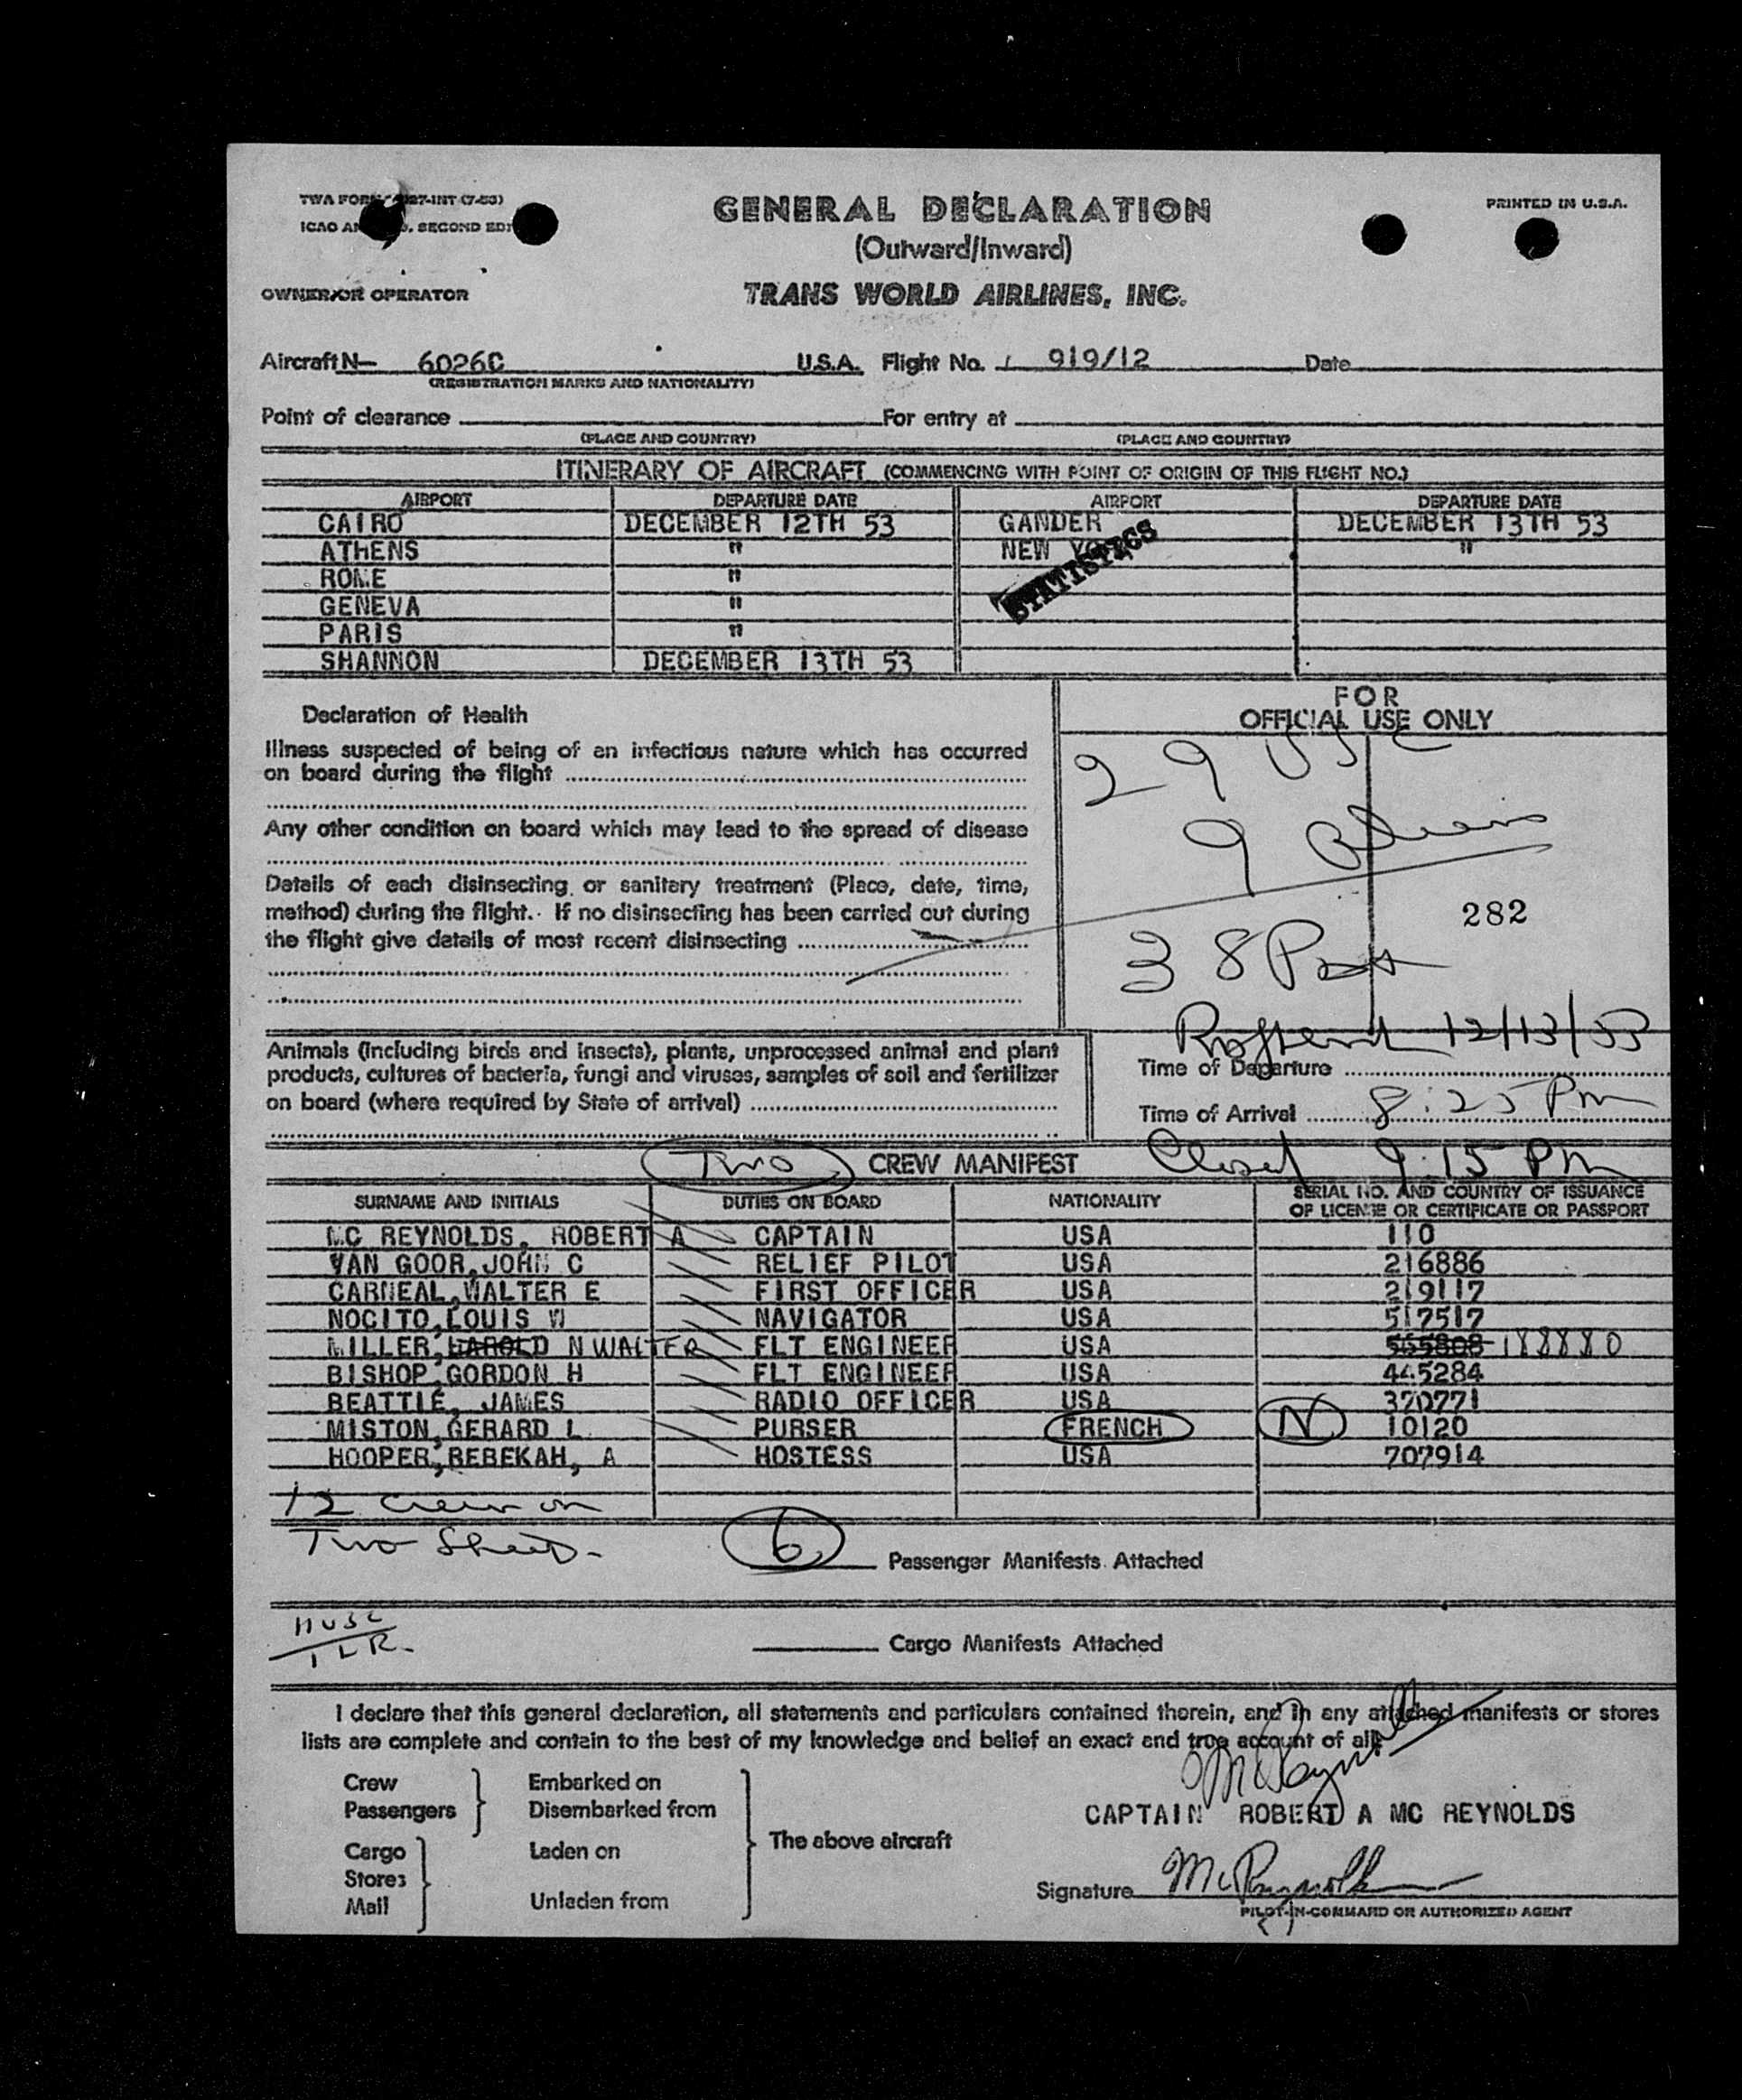 GENERAL DECLARATION
PRINTED IN U.S.A.
(Outward/Inward)
OWNER OR OPERATOR
TRANS WORLD AIRLINES, INC.
Aircraft N— 6026C U.S.A. Flight No. 919/12 Date
(REGISTRATION MARKS AND NATIONALITY)
Point of clearance For entry at
(PLACE AND COUNTRY) (PLACE AND COUNTRY)
ITINERARY OF AIRCRAFT (COMMENCING WITH POINT OF ORIGIN OF THIS FLIGHT NO.)
AIRPORT DEPARTURE DATE AIRPORT DEPARTURE DATE
CAIRO DECEMBER 12TH 53 GANDER DECEMBER 13TH 53
ATHENS " NEW YORK "
STATISTICS
ROME "
GENEVA "
PARIS "
SHANNON DECEMBER 13TH 53
FOR
OFFICIAL USE ONLY
Declaration of Health
Illness suspected of being of an infectious nature which has occurred
on board during the flight
29 USC
Any other condition on board which may lead to the spread of disease
9 Aliens
Details of each disinsecting or sanitary treatment (Place, date, time,
method) during the flight. If no disinsecting has been carried out during
the flight give details of most recent disinsecting
282
38
12/13/53
Animals (including birds and insects), plants, unprocessed animal and plant
products, cultures of bacteria, fungi and viruses, samples of soil and fertilizer
on board (where required by State of arrival)
Time of Departure
Time of Arrival 8:25 Pm
Two CREW MANIFEST Closed 9:15 PM
SURNAME AND INITIALS DUTIES ON BOARD NATIONALITY SERIAL NO. AND COUNTRY OF ISSUANCE
OF LICENSE OR CERTIFICATE OR PASSPORT
MC REYNOLDS, ROBERT A CAPTAIN USA 110
VAN GOOR, JOHN C RELIEF PILOT USA 216886
CARNEAL, WALTER E FIRST OFFICER USA 219117
NOCITO, LOUIS W NAVIGATOR USA 517517
MILLER, HAROLD N WALTER FLT ENGINEER USA 188880
BISHOP, GORDON H FLT ENGINEER USA 445284
BEATTIE, JAMES RADIO OFFICER USA 370771
MISTON, GERARD L PURSER FRENCH N 10120
HOOPER, REBEKAH, A HOSTESS USA 707914
12 Crew on
Two Sheets-
6 Passenger Manifests Attached
11 USC
1 LR-
Cargo Manifests Attached
I declare that this general declaration, all statements and particulars contained therein, and in any attached manifests or stores
lists are complete and contain to the best of my knowledge and belief an exact and true account of all
McReynolds
Crew Embarked on
Passengers Disembarked from
CAPTAIN ROBERT A MC REYNOLDS
The above aircraft
Cargo Laden on
Stores
Mail Unladen from
Signature McReynolds
PILOT-IN-COMMAND OR AUTHORIZED AGENT